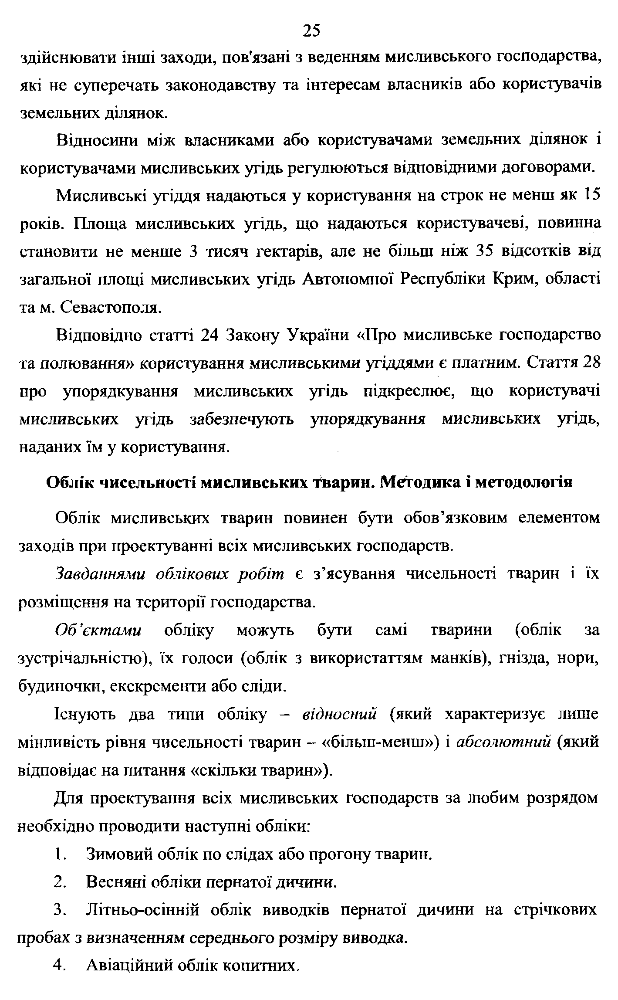 25
здійснювати інші заходи, пов'язані з веденням мисливського господарства,
які не суперечать законодавству та інтересам власників або користувачів
земельних ділянок.
Відносини між власниками або користувачами земельних ділянок і
користувачами мисливських угідь регулюються відповідними договорами.
Мисливські угіддя надаються у користування на строк не менш як 15
років. Площа мисливських угідь, що надаються користувачеві, повинна
становити не менше 3 тисяч гектарів, але не більш ніж 35 відсотків від
загальної площі мисливських угідь Автономної Республіки Крим, області
та м. Севастополя.
Відповідно статті 24 Закону України «Про мисливське господарство
та полювання» користування мисливськими угіддями є платним. Стаття 28
про упорядкування мисливських угідь підкреслює, що користувачі
мисливських угідь забезпечують упорядкування мисливських угідь,
наданих їм у користування.
Облік чисельності мисливських тварин. Методика і методологія
Облік мисливських тварин повинен бути обов’язковим елементом
заходів при проектуванні всіх мисливських господарств.
Завданнями облікових робіт є з’ясування чисельності тварин і їх
розміщення на території господарства.
Об’єктами обліку можуть бути самі тварини (облік за
зустрічальністю), їх голоси (облік з використаттям манків), гнізда, нори,
будиночки, екскременти або сліди.
Існують два типи обліку – відносний (який характеризує лише
мінливість рівня чисельності тварин – «більш-менш») і абсолютний (який
відповідає на питання «скільки тварин»).
Для проектування всіх мисливських господарств за любим розрядом
необхідно проводити наступні обліки:
1. Зимовий облік по слідах або прогону тварин.
2. Весняні обліки пернатої дичини.
3. Літньо-осінній облік виводків пернатої дичини на стрічкових
пробах з визначенням середнього розміру виводка.
4. Авіаційний облік копитних.